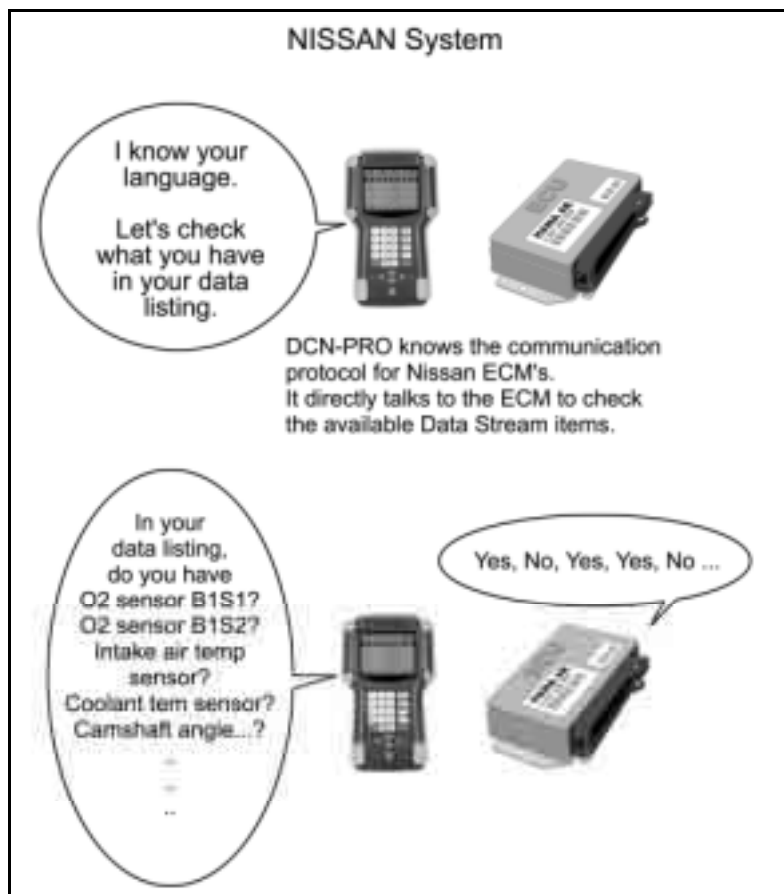 NISSAN System
I know your
language.
Let's check
what you have
in your data
listing.
ECU
DCN-PRO knows the communication
protocol for Nissan ECM's.
It directly talks to the ECM to check
the available Data Stream items.
In your
data listing,
do you have
O2 sensor B1S1?
O2 sensor B1S2?
Intake air temp
sensor?
Coolant tem sensor?
Camshaft angle...?
..
Yes, No, Yes, Yes, No ...
ECU